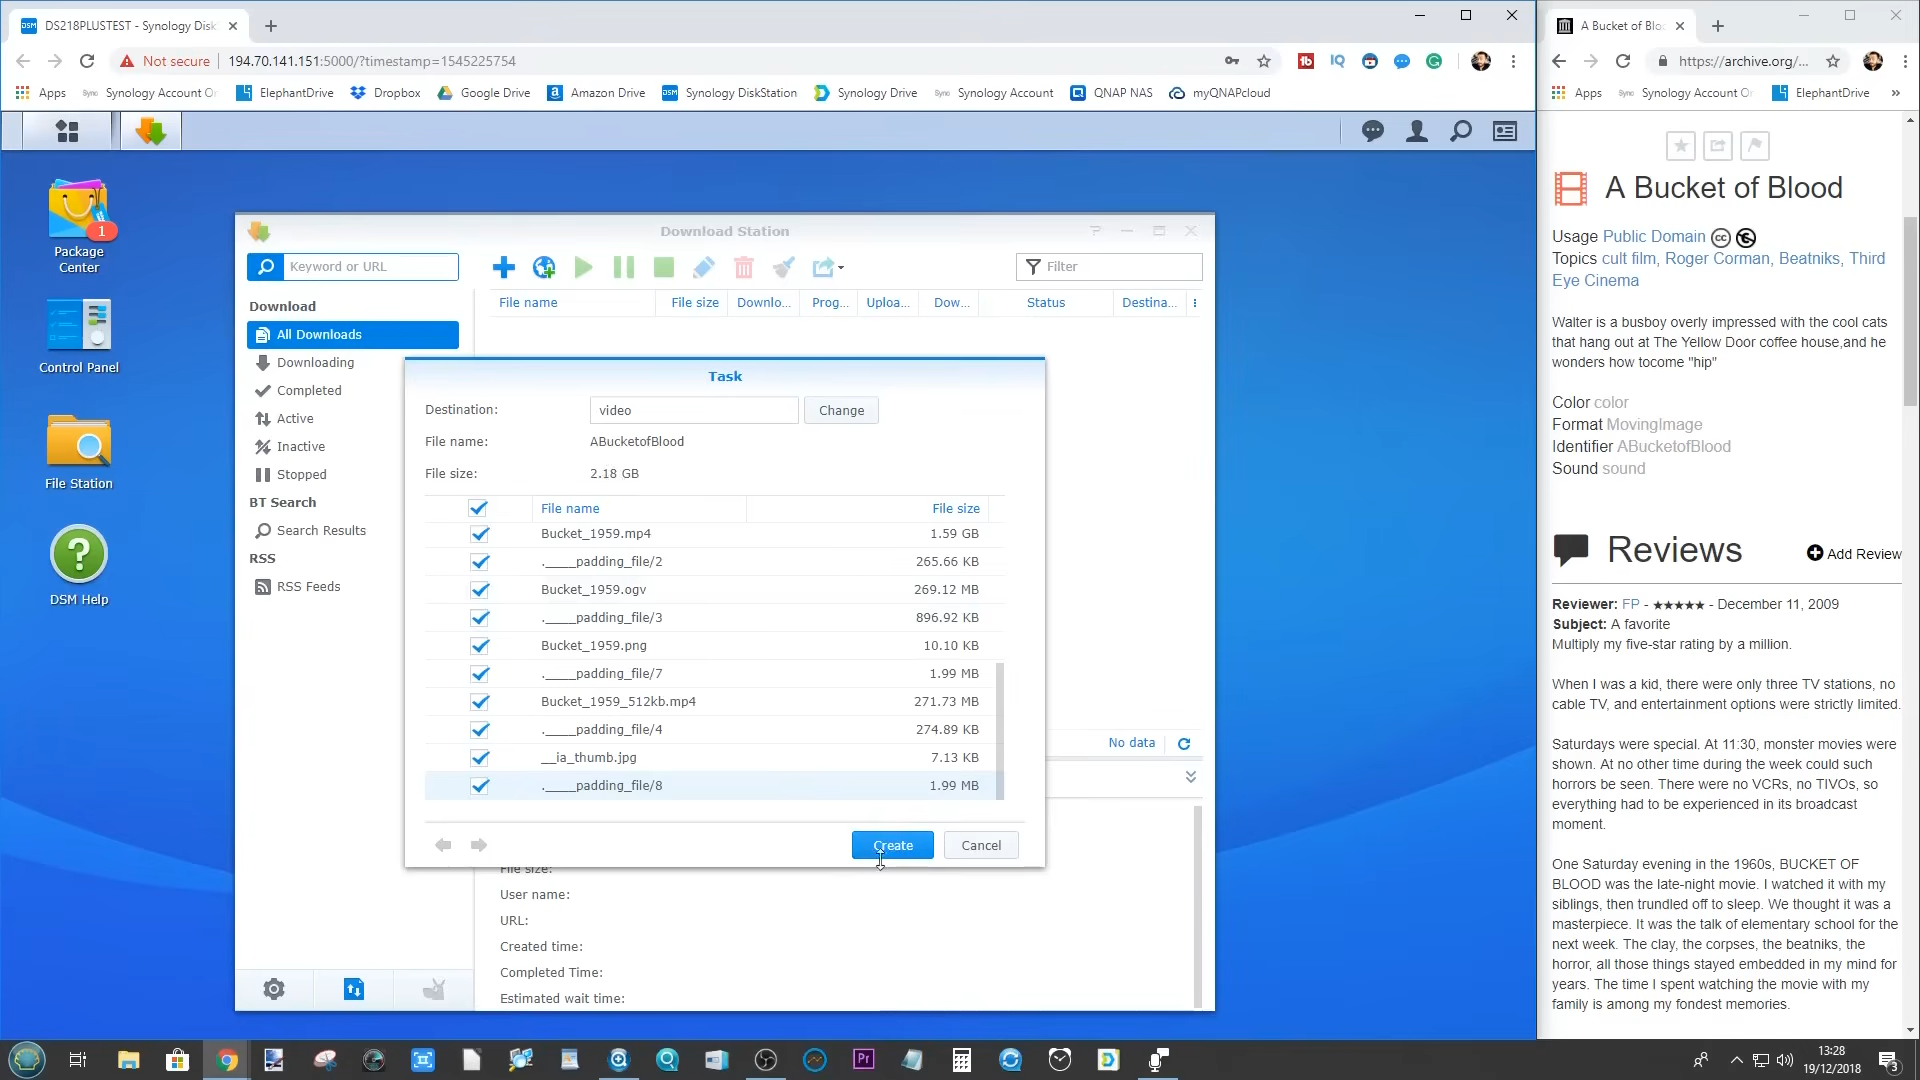 DS218PLUSTEST - Synology Disk
Not secure
194.70.141.151:5000/?timestamp=1545225754
Apps
Synology Account Or
ElephantDrive
Dropbox
Google Drive
Amazon Drive
Synology DiskStation
Synology Drive
Synology Account
QNAP NAS
myQNAPcloud
1
Package
Center
Control Panel
File Station
DSM Help
Download Station
Keyword or URL
Filter
Download
All Downloads
Downloading
Completed
Active
Inactive
Stopped
BT Search
Search Results
RSS
RSS Feeds
File name
File size
Downlo...
Prog...
Uploa...
Dow...
Status
Destina...
Task
Destination:
video
Change
File name:
ABucketofBlood
File size:
2.18 GB
File name
File size
Bucket_1959.mp4
1.59 GB
.____padding_file/2
265.66 KB
Bucket_1959.ogv
269.12 MB
.____padding_file/3
896.92 KB
Bucket_1959.png
10.10 KB
.____padding_file/7
1.99 MB
Bucket_1959_512kb.mp4
271.73 MB
.____padding_file/4
274.89 KB
__ia_thumb.jpg
7.13 KB
.____padding_file/8
1.99 MB
Create
Cancel
No data
File size:
User name:
URL:
Created time:
Completed Time:
Estimated wait time:
A Bucket of Bloo
https://archive.org/...
Apps
Synology Account Or
ElephantDrive
A Bucket of Blood
Usage Public Domain
Topics cult film, Roger Corman, Beatniks, Third
Eye Cinema
Walter is a busboy overly impressed with the cool cats
that hang out at The Yellow Door coffee house,and he
wonders how tocome "hip"
Color color
Format MovingImage
Identifier ABucketofBlood
Sound sound
Reviews
Add Review
Reviewer: FP - ★★★★★ - December 11, 2009
Subject: A favorite
Multiply my five-star rating by a million.
When I was a kid, there were only three TV stations, no
cable TV, and entertainment options were strictly limited.
Saturdays were special. At 11:30, monster movies were
shown. At no other time during the week could such
horrors be seen. There were no VCRs, no TIVOs, so
everything had to be experienced in its broadcast
moment.
One Saturday evening in the 1960s, BUCKET OF
BLOOD was the late-night movie. I watched it with my
siblings, then trundled off to sleep. We thought it was a
masterpiece. It was the talk of elementary school for the
next week. The clay, the corpses, the beatniks, the
horror, all those things stayed embedded in my mind for
years. The time I spent watching the movie with my
family is among my fondest memories.
13:28
19/12/2018
3